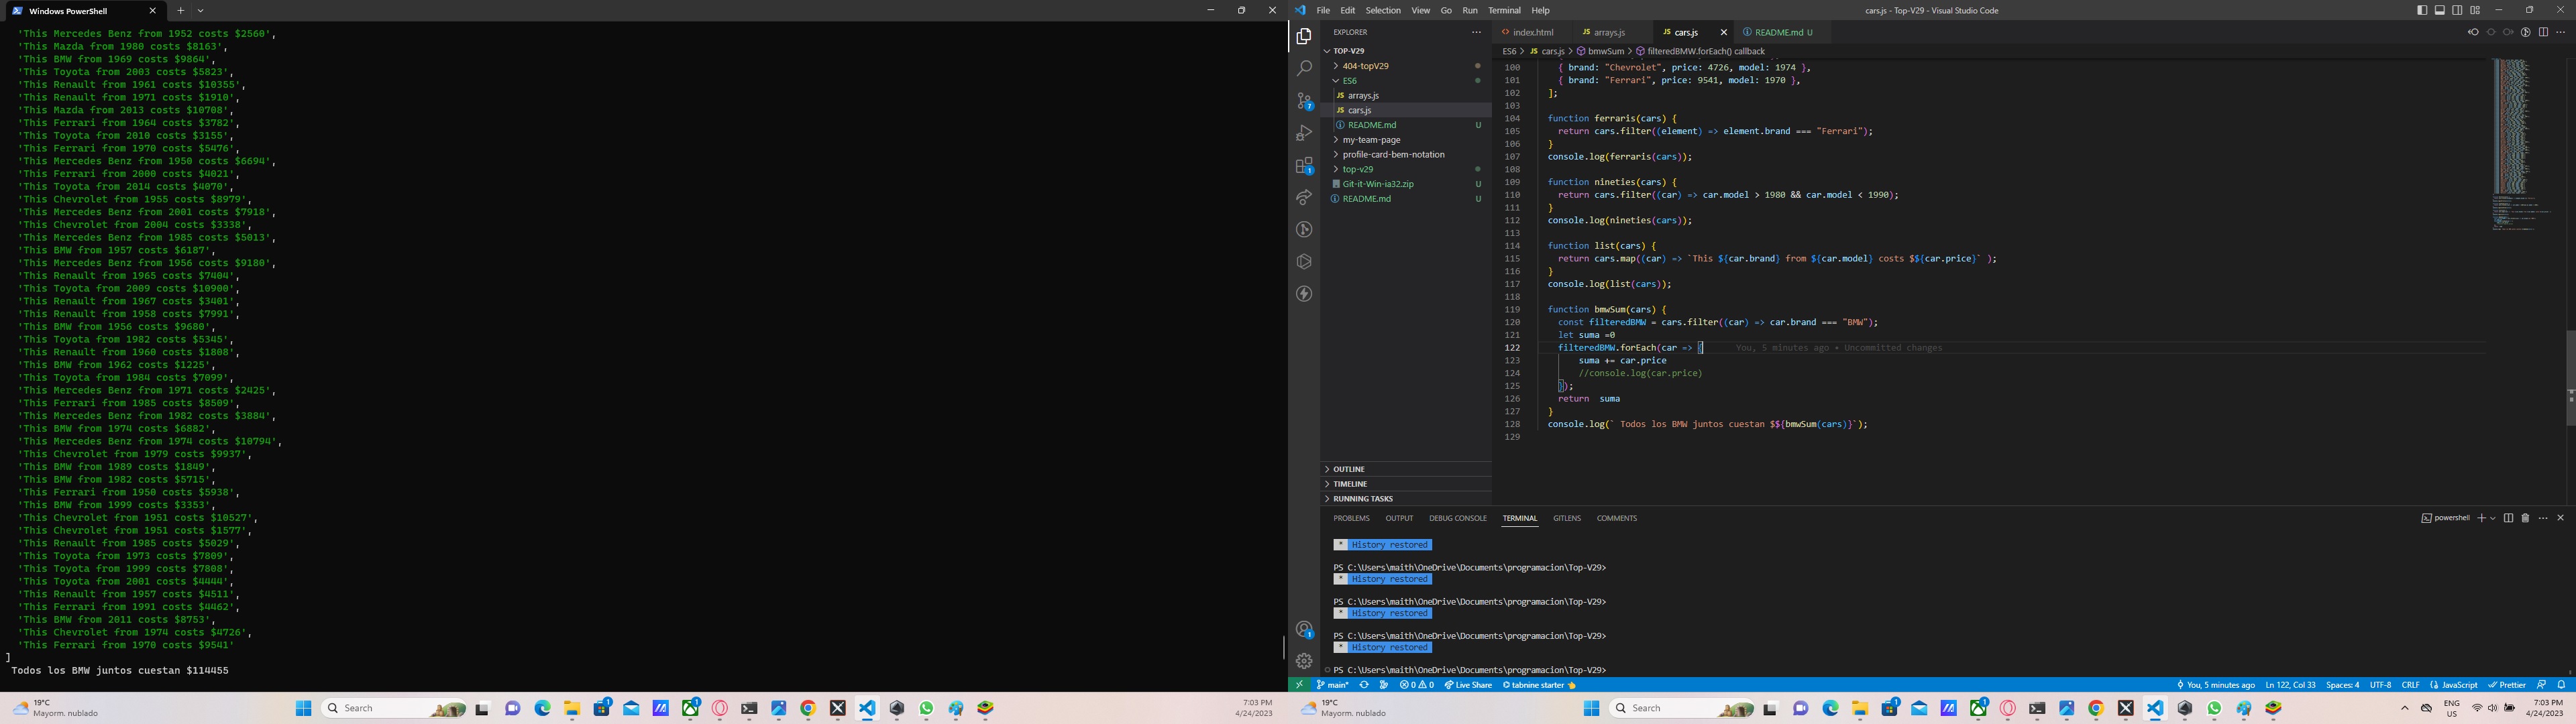 Windows PowerShell
'This Mercedes Benz from 1952 costs $2560',
'This Mazda from 1980 costs $8163',
'This BMW from 1969 costs $9864',
'This Toyota from 2003 costs $5823',
'This Renault from 1961 costs $10355',
'This Renault from 1971 costs $1910',
'This Mazda from 2013 costs $10708',
'This Ferrari from 1964 costs $3782',
'This Toyota from 2010 costs $3155',
'This Ferrari from 1970 costs $5476',
'This Mercedes Benz from 1950 costs $6694',
'This Ferrari from 2000 costs $4021',
'This Toyota from 2014 costs $4070',
'This Chevrolet from 1955 costs $8979',
'This Mercedes Benz from 2001 costs $7918',
'This Chevrolet from 2004 costs $3338',
'This Mercedes Benz from 1985 costs $5013',
'This BMW from 1957 costs $6187',
'This Mercedes Benz from 1956 costs $9180',
'This Renault from 1965 costs $7404',
'This Toyota from 2009 costs $10900',
'This Renault from 1967 costs $3401',
'This Renault from 1958 costs $7991',
'This BMW from 1956 costs $9680',
'This Toyota from 1982 costs $5345',
'This Renault from 1960 costs $1808',
'This BMW from 1962 costs $1225',
'This Toyota from 1984 costs $7099',
'This Mercedes Benz from 1971 costs $2425',
'This Ferrari from 1985 costs $8509',
'This Mercedes Benz from 1982 costs $3884',
'This BMW from 1974 costs $6882',
'This Mercedes Benz from 1974 costs $10794',
'This Chevrolet from 1979 costs $9937',
'This BMW from 1989 costs $1849',
'This BMW from 1982 costs $5715',
'This Ferrari from 1950 costs $5938',
'This BMW from 1999 costs $3353',
'This Chevrolet from 1951 costs $10527',
'This Chevrolet from 1951 costs $1577',
'This Renault from 1985 costs $5029',
'This Toyota from 1973 costs $7809',
'This Toyota from 1999 costs $7808',
'This Toyota from 2001 costs $4444',
'This Renault from 1957 costs $4511',
'This Ferrari from 1991 costs $4462',
'This BMW from 2011 costs $8753',
'This Chevrolet from 1974 costs $4726',
'This Ferrari from 1970 costs $9541'
]
Todos los BMW juntos cuestan $114455
File Edit Selection View Go Run Terminal Help
cars.js - Top-V29 - Visual Studio Code
EXPLORER
TOP-V29
404-topV29
ES6
JS arrays.js
JS cars.js
README.md U
my-team-page
profile-card-bem-notation
top-v29
Git-it-Win-ia32.zip U
README.md U
OUTLINE
TIMELINE
RUNNING TASKS
7
1
1
index.html JS arrays.js JS cars.js README.md U
ES6 > JS cars.js > bmwSum > filteredBMW.forEach() callback
100 { brand: "Chevrolet", price: 4726, model: 1974 },
101 { brand: "Ferrari", price: 9541, model: 1970 },
102 ];
103
104 function ferraris(cars) {
105 return cars.filter((element) => element.brand === "Ferrari");
106 }
107 console.log(ferraris(cars));
108
109 function nineties(cars) {
110 return cars.filter((car) => car.model > 1980 && car.model < 1990);
111 }
112 console.log(nineties(cars));
113
114 function list(cars) {
115 return cars.map((car) => `This ${car.brand} from ${car.model} costs $${car.price}` );
116 }
117 console.log(list(cars));
118
119 function bmwSum(cars) {
120 const filteredBMW = cars.filter((car) => car.brand === "BMW");
121 let suma =0
122 filteredBMW.forEach(car => { You, 5 minutes ago • Uncommitted changes
123 suma += car.price
124 //console.log(car.price)
125 });
126 return  suma
127 }
128 console.log(` Todos los BMW juntos cuestan $${bmwSum(cars)}`);
129
PROBLEMS OUTPUT DEBUG CONSOLE TERMINAL GITLENS COMMENTS
powershell
* History restored
PS C:\Users\maith\OneDrive\Documents\programacion\Top-V29>
* History restored
PS C:\Users\maith\OneDrive\Documents\programacion\Top-V29>
* History restored
PS C:\Users\maith\OneDrive\Documents\programacion\Top-V29>
* History restored
PS C:\Users\maith\OneDrive\Documents\programacion\Top-V29>
main* 0 0 Live Share tabnine starter
You, 5 minutes ago Ln 122, Col 33 Spaces: 4 UTF-8 CRLF JavaScript Prettier
19°C
Mayorm. nublado
Search
7:03 PM
4/24/2023
19°C
Mayorm. nublado
Search
ENG
US
7:03 PM
4/24/2023